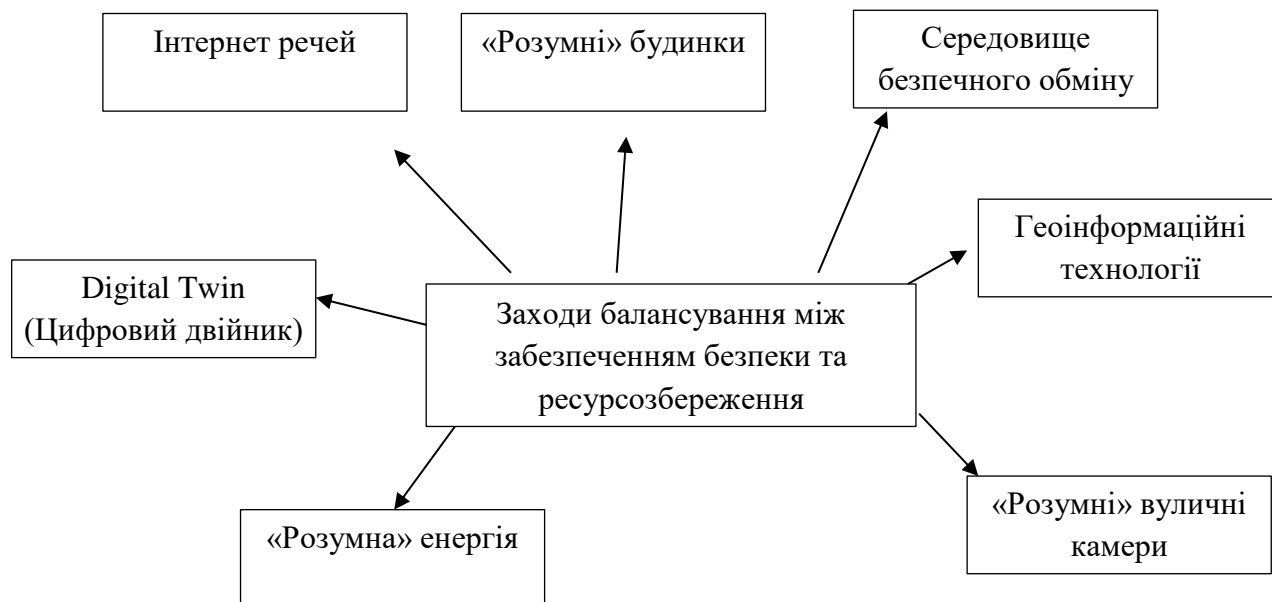 Інтернет речей
«Розумні» будинки
Середовище
безпечного обміну
Геоінформаційні
технології
Digital Twin
(Цифровий двійник)
Заходи балансування між
забезпеченням безпеки та
ресурсозбереження
«Розумні» вуличні
камери
«Розумна» енергія